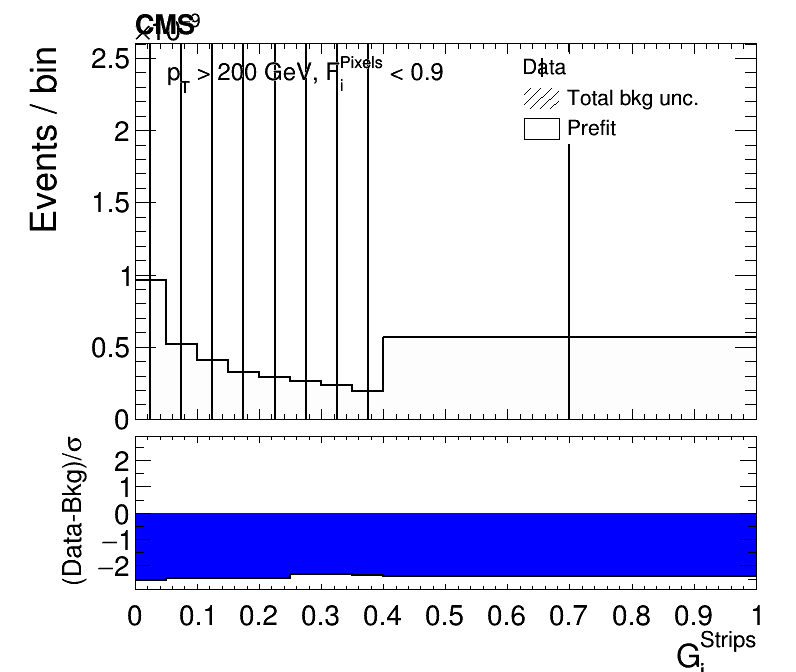 CMS
×10⁻⁹
Events / bin
2.5
2
1.5
1
0.5
0
p_T > 200 GeV, F_i^Pixels < 0.9
Data
Total bkg unc.
Prefit
(Data-Bkg)/σ
2
1
0
−1
−2
0 0.1 0.2 0.3 0.4 0.5 0.6 0.7 0.8 0.9 1
G_i^Strips